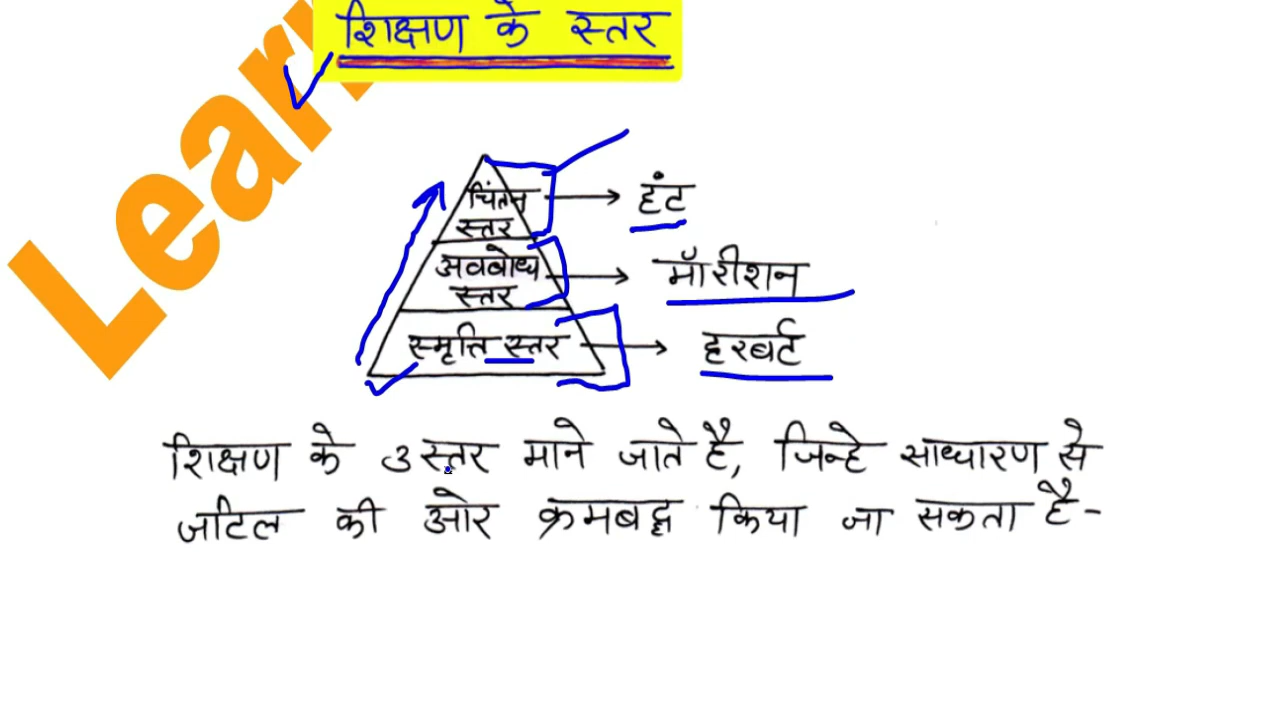 शिक्षण के स्तर
Lear
चिंतन
स्तर
हंट
अवबोध
स्तर
मॉरीशन
स्मृति स्तर
हरबर्ट
शिक्षण के 3 स्तर माने जाते है, जिन्हे साधारण से
जटिल की ओर क्रमबद्ध किया जा सकता है-